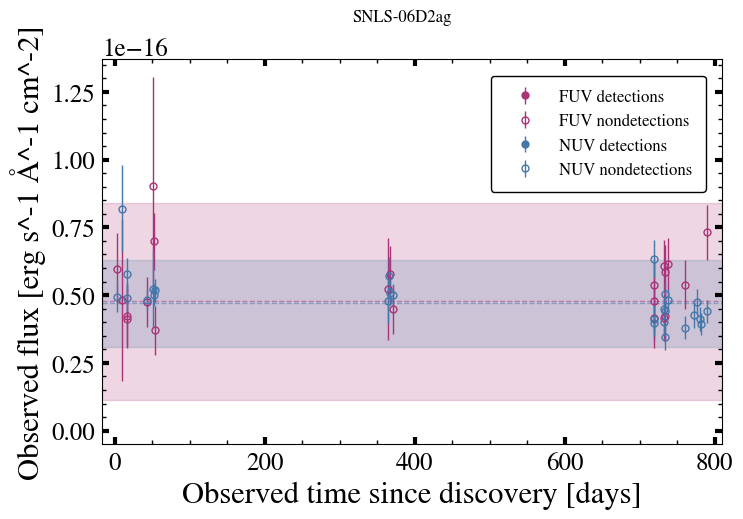 SNLS-06D2ag
1e−16
Observed flux [erg s^-1 Å^-1 cm^-2]
1.25
1.00
0.75
0.50
0.25
0.00
FUV detections
FUV nondetections
NUV detections
NUV nondetections
0 200 400 600 800
Observed time since discovery [days]